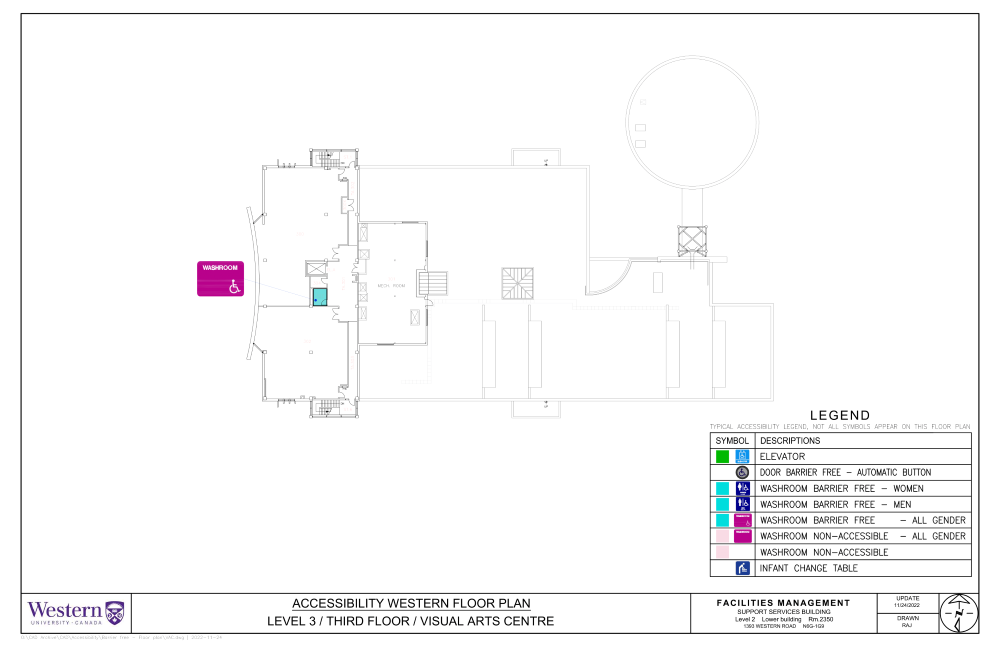 WASHROOM
MECH ROOM
LEGEND
TYPICAL ACCESSIBILITY LEGEND, NOT ALL SYMBOLS APPEAR ON THIS FLOOR PLAN
SYMBOL DESCRIPTIONS
ELEVATOR
DOOR BARRIER FREE - AUTOMATIC BUTTON
WASHROOM BARRIER FREE - WOMEN
WASHROOM BARRIER FREE - MEN
WASHROOM BARRIER FREE - ALL GENDER
WASHROOM NON-ACCESSIBLE - ALL GENDER
WASHROOM NON-ACCESSIBLE
INFANT CHANGE TABLE
Western
UNIVERSITY · CANADA
ACCESSIBILITY WESTERN FLOOR PLAN
LEVEL 3 / THIRD FLOOR / VISUAL ARTS CENTRE
FACILITIES MANAGEMENT
SUPPORT SERVICES BUILDING
Level 2 Lower building Rm.2350
1393 WESTERN ROAD N6G-1G9
UPDATE
11/24/2022
DRAWN
RAJ
N